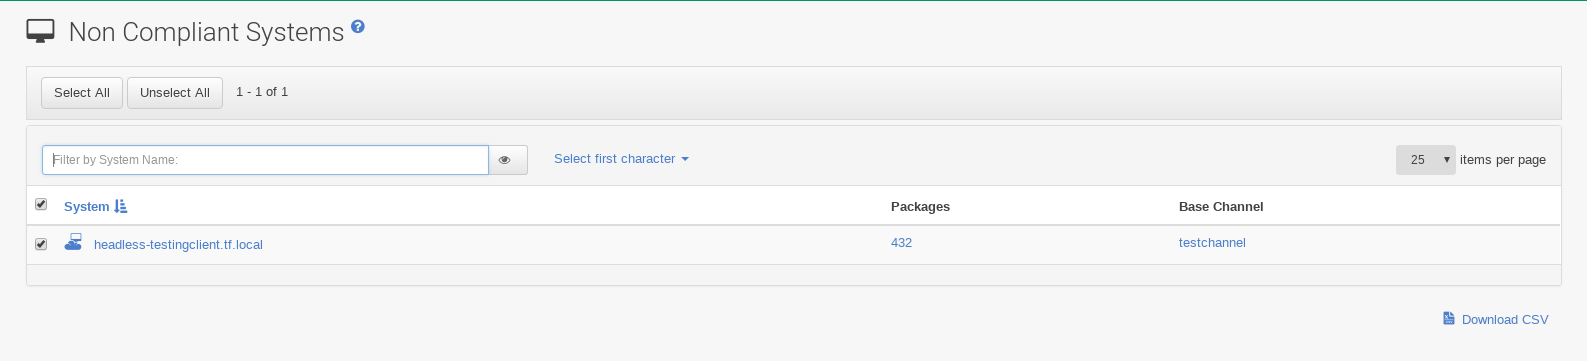 Non Compliant Systems
Select All Unselect All 1 - 1 of 1
Filter by System Name: Select first character 25 items per page
System Packages Base Channel
headless-testingclient.tf.local 432 testchannel
Download CSV